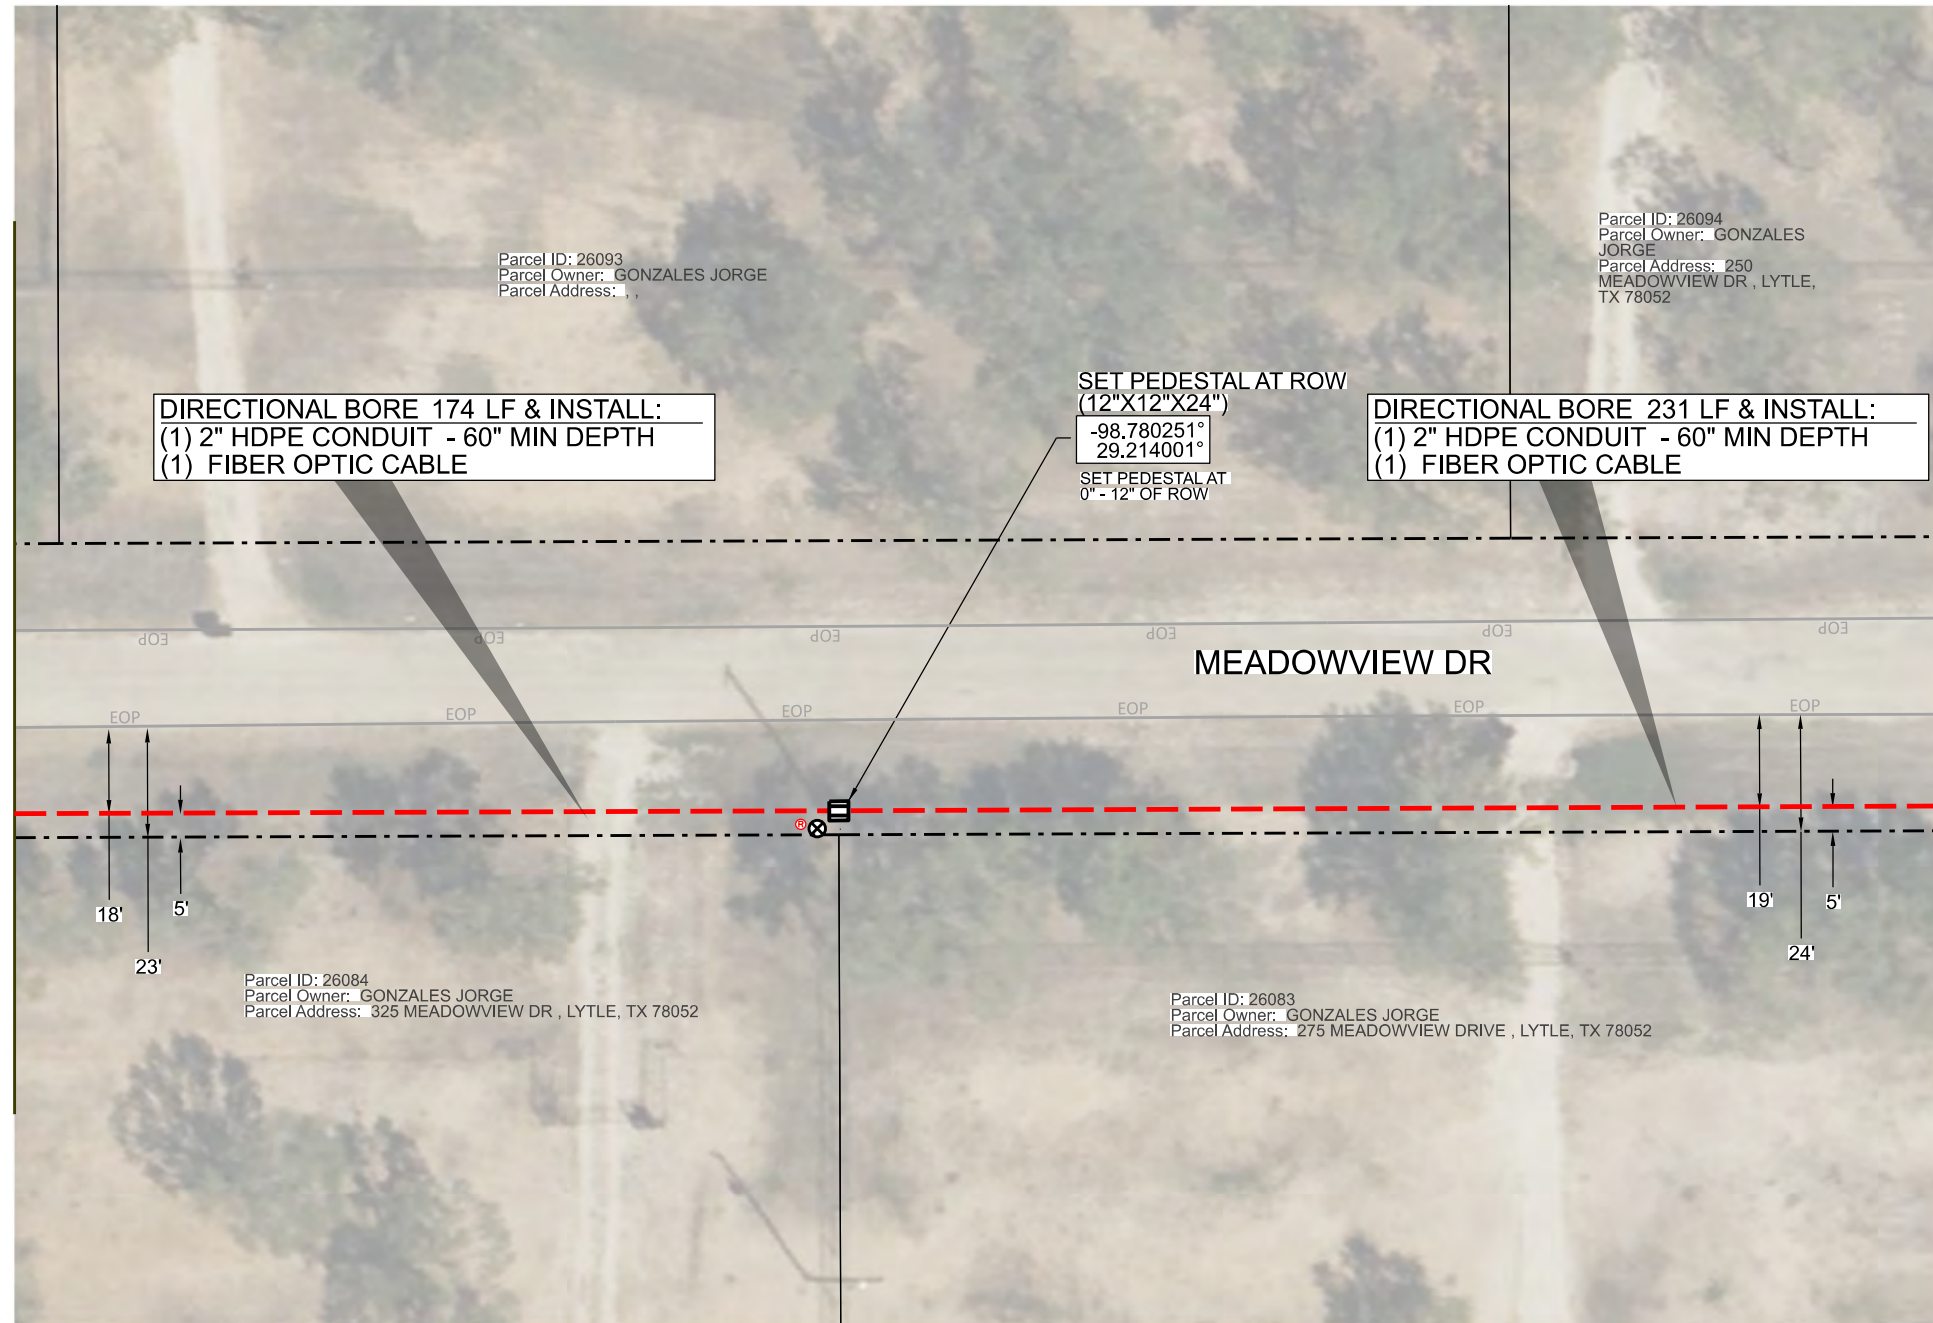 Parcel ID: 26094
Parcel Owner: GONZALES
JORGE
Parcel Address: 250
MEADOWVIEW DR , LYTLE,
TX 78052
Parcel ID: 26093
Parcel Owner: GONZALES JORGE
Parcel Address: , ,
DIRECTIONAL BORE 174 LF & INSTALL:
(1) 2" HDPE CONDUIT - 60" MIN DEPTH
(1) FIBER OPTIC CABLE
SET PEDESTAL AT ROW
(12"X12"X24")
-98.780251°
29.214001°
SET PEDESTAL AT
0" - 12" OF ROW
DIRECTIONAL BORE 231 LF & INSTALL:
(1) 2" HDPE CONDUIT - 60" MIN DEPTH
(1) FIBER OPTIC CABLE
EOP EOP EOP EOP EOP EOP
MEADOWVIEW DR
EOP EOP EOP EOP EOP EOP
R
18'
5'
23'
19'
5'
24'
Parcel ID: 26084
Parcel Owner: GONZALES JORGE
Parcel Address: 325 MEADOWVIEW DR , LYTLE, TX 78052
Parcel ID: 26083
Parcel Owner: GONZALES JORGE
Parcel Address: 275 MEADOWVIEW DRIVE , LYTLE, TX 78052